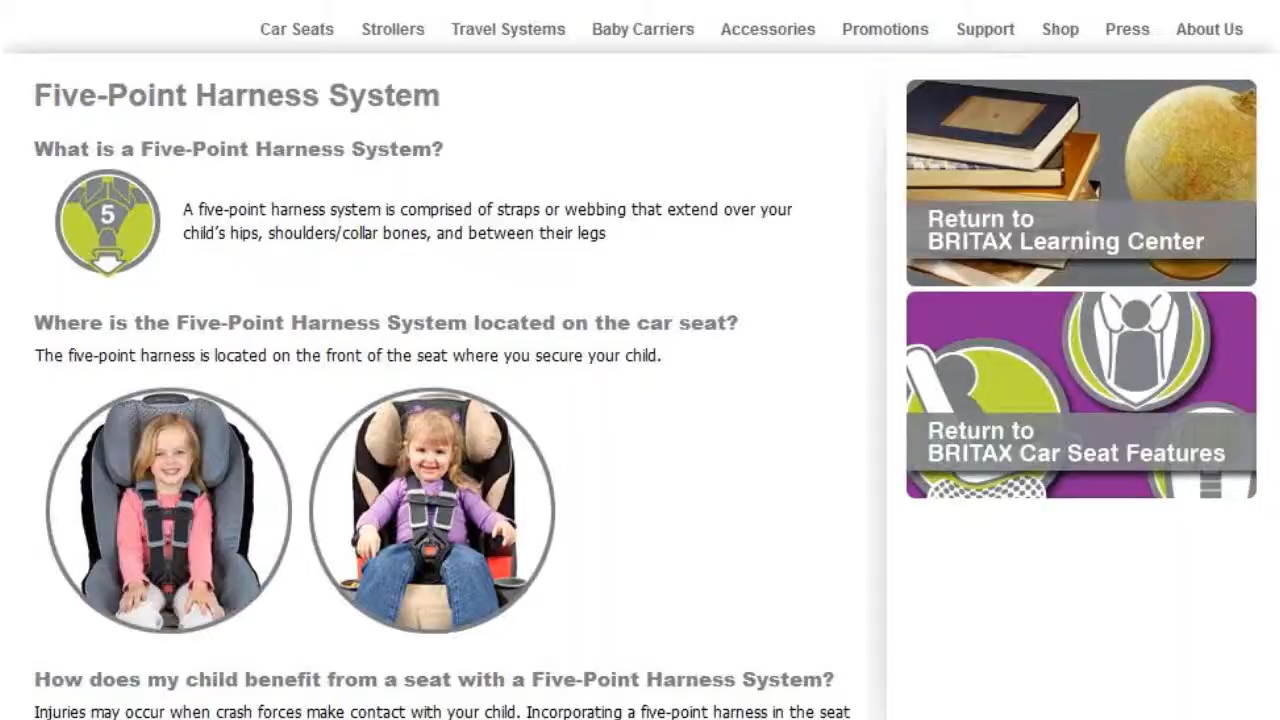 Car Seats Strollers Travel Systems Baby Carriers Accessories Promotions Support Shop Press About Us
Five-Point Harness System
What is a Five-Point Harness System?
5
A five-point harness system is comprised of straps or webbing that extend over your
child’s hips, shoulders/collar bones, and between their legs
Where is the Five-Point Harness System located on the car seat?
The five-point harness is located on the front of the seat where you secure your child.
How does my child benefit from a seat with a Five-Point Harness System?
Injuries may occur when crash forces make contact with your child. Incorporating a five-point harness in the seat
Return to
BRITAX Learning Center
Return to
BRITAX Car Seat Features